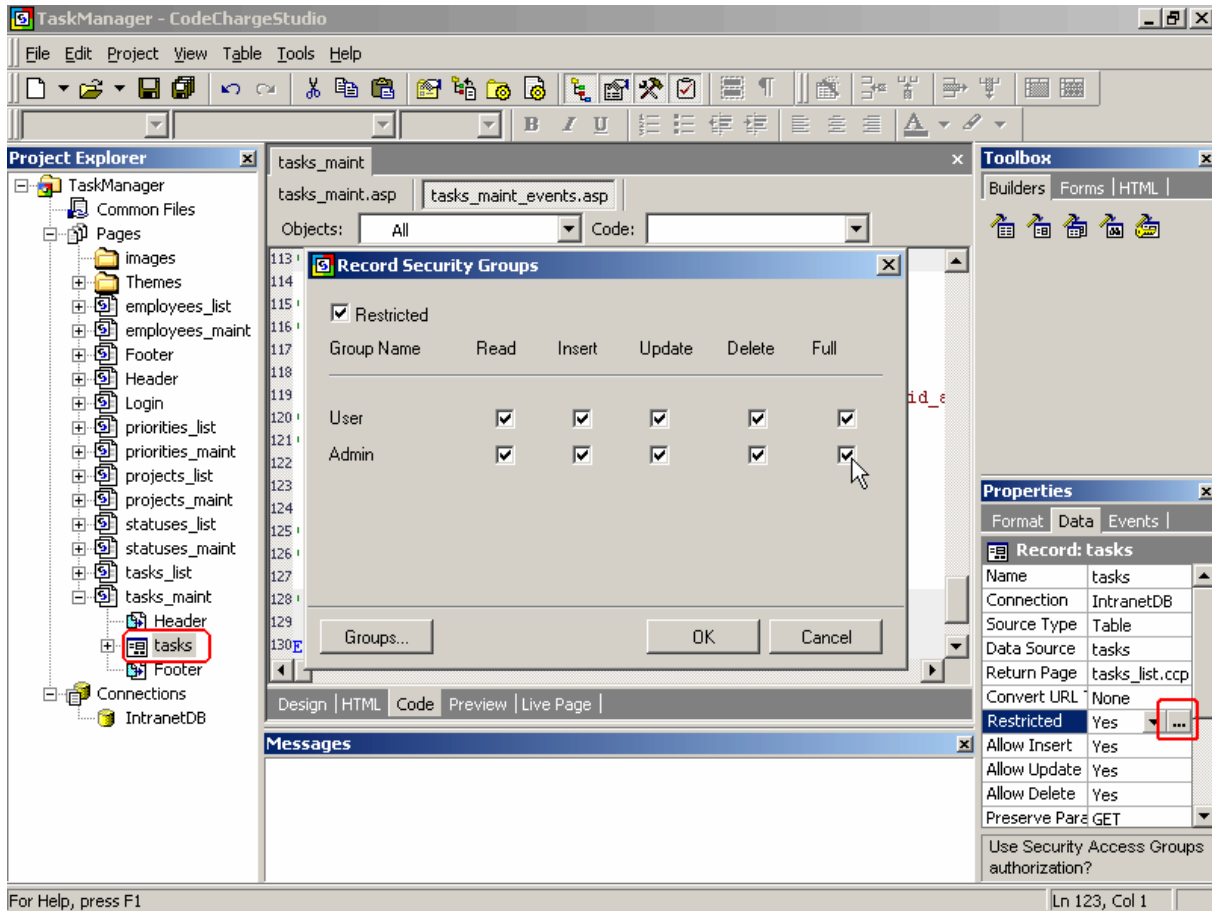 TaskManager - CodeChargeStudio
File Edit Project View Table Tools Help
B I U
A
Project Explorer
TaskManager
Common Files
Pages
images
Themes
employees_list
employees_maint
Footer
Header
Login
priorities_list
priorities_maint
projects_list
projects_maint
statuses_list
statuses_maint
tasks_list
tasks_maint
Header
tasks
Footer
Connections
IntranetDB
tasks_maint
tasks_maint.asp tasks_maint_events.asp
Objects: All Code:
113
114
115
116
117
118
119
120
121
122
123
124
125
126
127
128
129
130
Record Security Groups
Restricted
Group Name Read Insert Update Delete Full
User
Admin
Groups... OK Cancel
Design HTML Code Preview Live Page
Messages
Toolbox
Builders Forms HTML
Properties
Format Data Events
Record: tasks
Name tasks
Connection IntranetDB
Source Type Table
Data Source tasks
Return Page tasks_list.ccp
Convert URL None
Restricted Yes ...
Allow Insert Yes
Allow Update Yes
Allow Delete Yes
Preserve Para GET
Use Security Access Groups
authorization?
For Help, press F1
Ln 123, Col 1